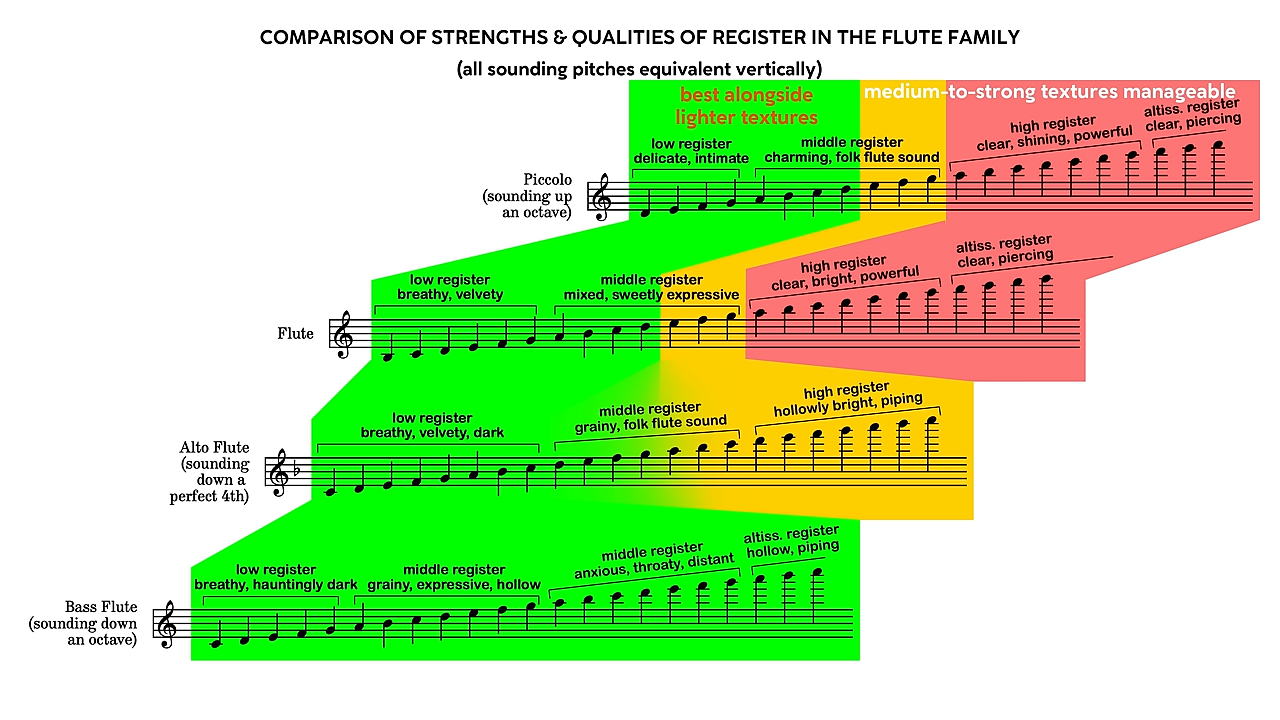 COMPARISON OF STRENGTHS & QUALITIES OF REGISTER IN THE FLUTE FAMILY
(all sounding pitches equivalent vertically)
best alongside
lighter textures
medium-to-strong textures manageable
low register
delicate, intimate
middle register
charming, folk flute sound
high register
clear, shining, powerful
altiss. register
clear, piercing
Piccolo
(sounding up
an octave)
low register
breathy, velvety
middle register
mixed, sweetly expressive
high register
clear, bright, powerful
altiss. register
clear, piercing
Flute
low register
breathy, velvety, dark
middle register
grainy, folk flute sound
high register
hollowly bright, piping
Alto Flute
(sounding
down a
perfect 4th)
low register
breathy, hauntingly dark
middle register
grainy, expressive, hollow
middle register
anxious, throaty, distant
altiss. register
hollow, piping
Bass Flute
(sounding down
an octave)